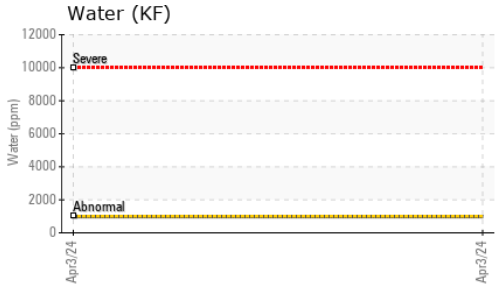 Water (KF)
12000
Severe
10000
8000
Water (ppm)
6000
4000
2000
Abnormal
0
Apr3/24
Apr3/24